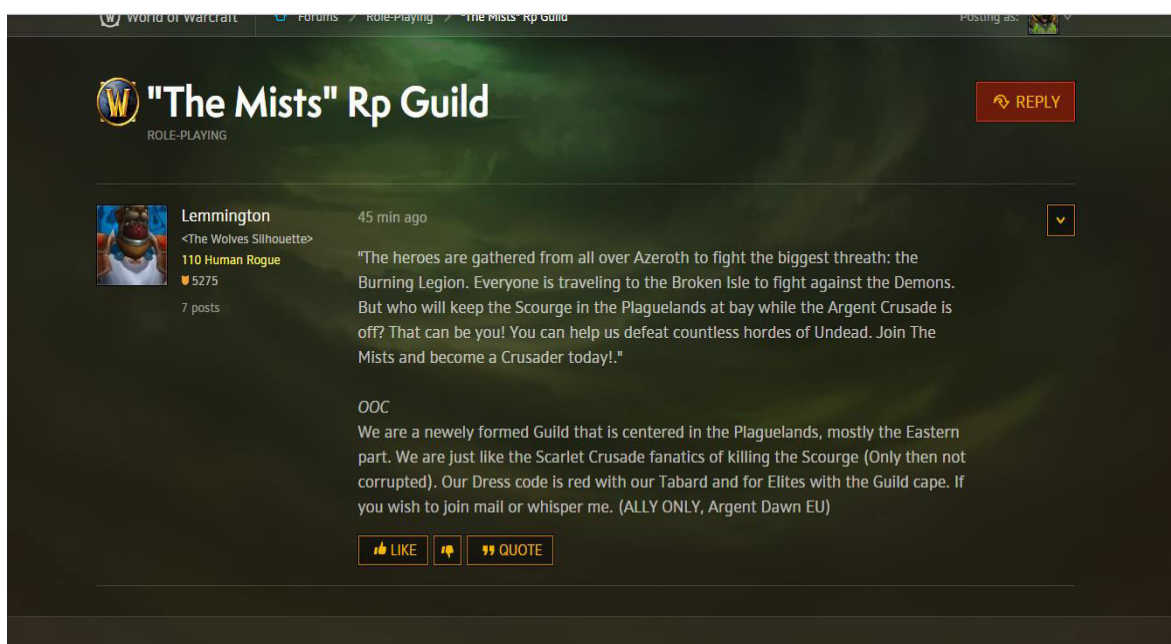 World of Warcraft Forums > Role-Playing > "The Mists" Rp Guild Posting as:
"The Mists" Rp Guild
REPLY
ROLE-PLAYING
Lemmington
<The Wolves Silhouette>
110 Human Rogue
5275
7 posts
45 min ago
"The heroes are gathered from all over Azeroth to fight the biggest threath: the
Burning Legion. Everyone is traveling to the Broken Isle to fight against the Demons.
But who will keep the Scourge in the Plaguelands at bay while the Argent Crusade is
off? That can be you! You can help us defeat countless hordes of Undead. Join The
Mists and become a Crusader today!."
OOC
We are a newely formed Guild that is centered in the Plaguelands, mostly the Eastern
part. We are just like the Scarlet Crusade fanatics of killing the Scourge (Only then not
corrupted). Our Dress code is red with our Tabard and for Elites with the Guild cape. If
you wish to join mail or whisper me. (ALLY ONLY, Argent Dawn EU)
LIKE QUOTE